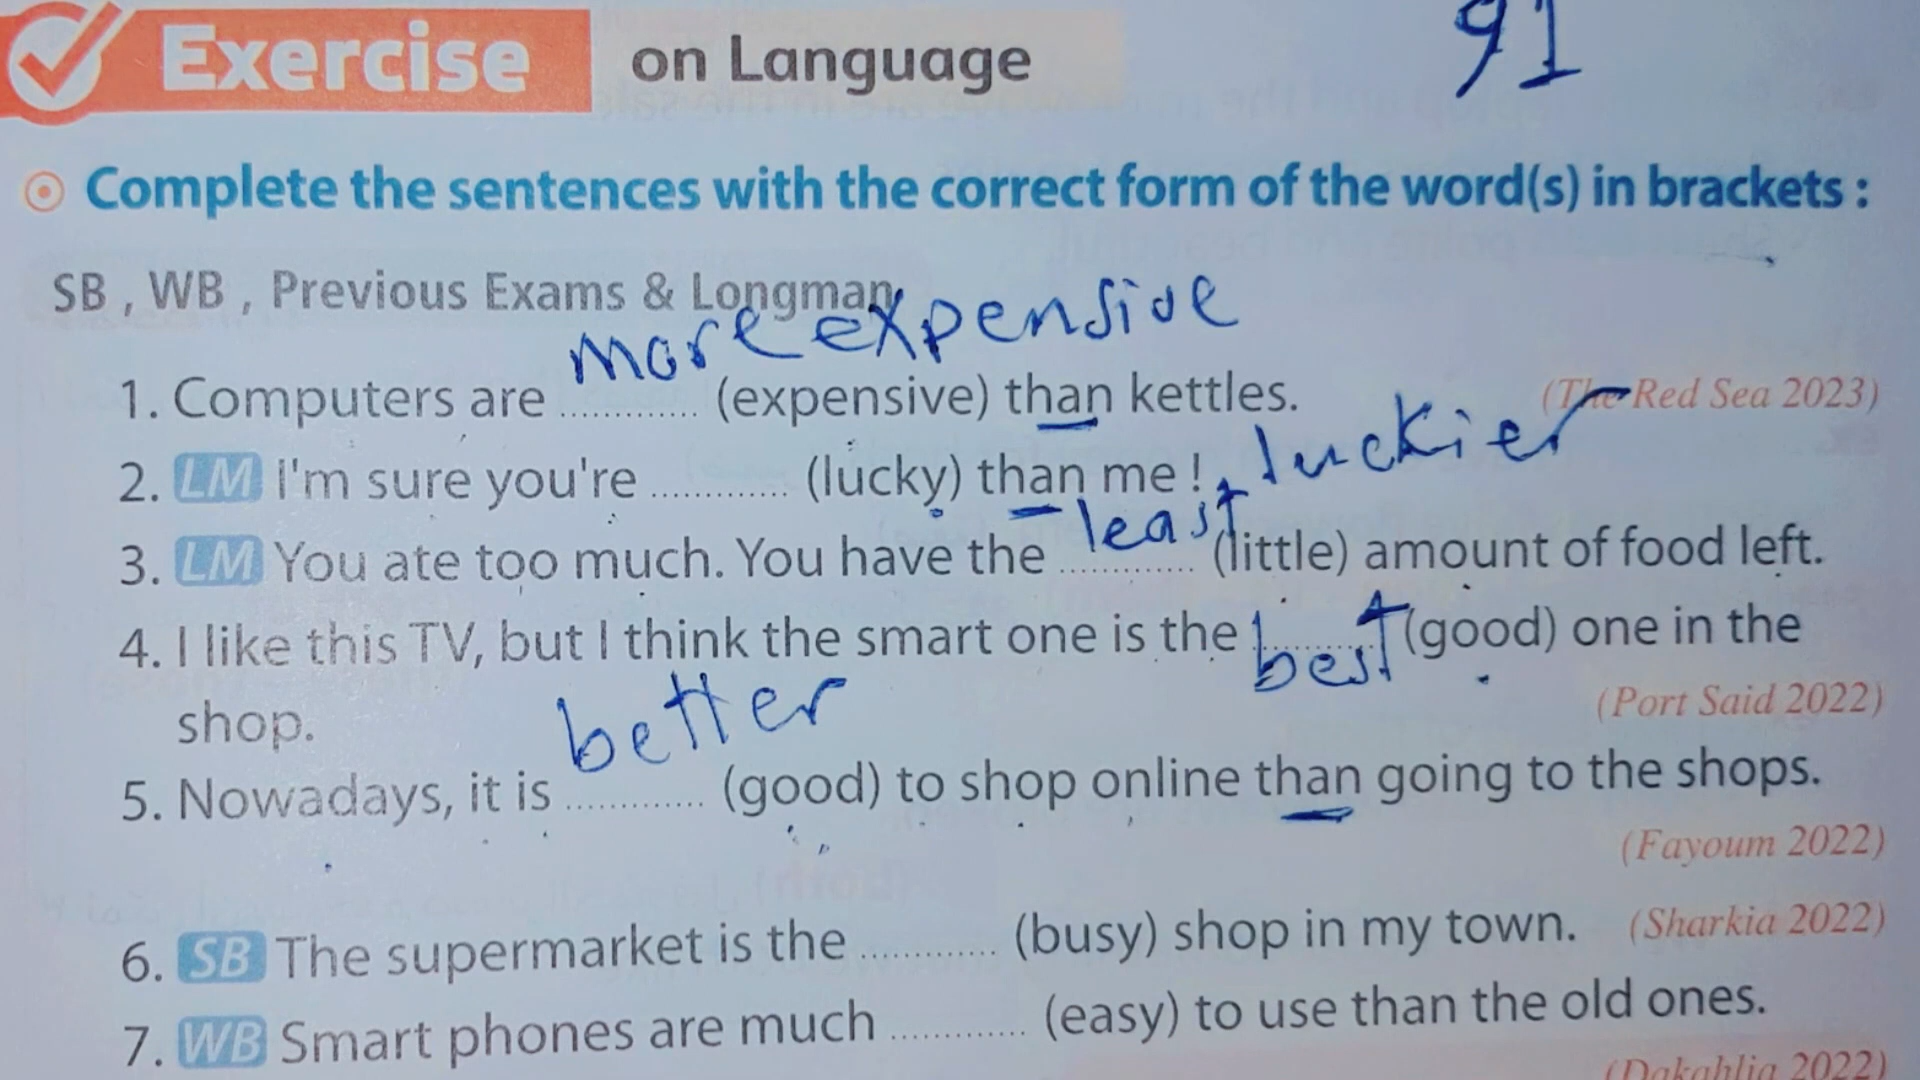 Exercise on Language
91
Complete the sentences with the correct form of the word(s) in brackets :
SB , WB , Previous Exams & Longman
more expensive
1. Computers are ............ (expensive) than kettles. (The Red Sea 2023)
2. LM I'm sure you're ............ (lucky) than me ! luckier
least
3. LM You ate too much. You have the ............ (little) amount of food left.
4. I like this TV, but I think the smart one is the ............ (good) one in the
best
shop. (Port Said 2022)
better
5. Nowadays, it is ............ (good) to shop online than going to the shops.
(Fayoum 2022)
6. SB The supermarket is the ............ (busy) shop in my town. (Sharkia 2022)
7. WB Smart phones are much ............ (easy) to use than the old ones.
(Dakahlia 2022)